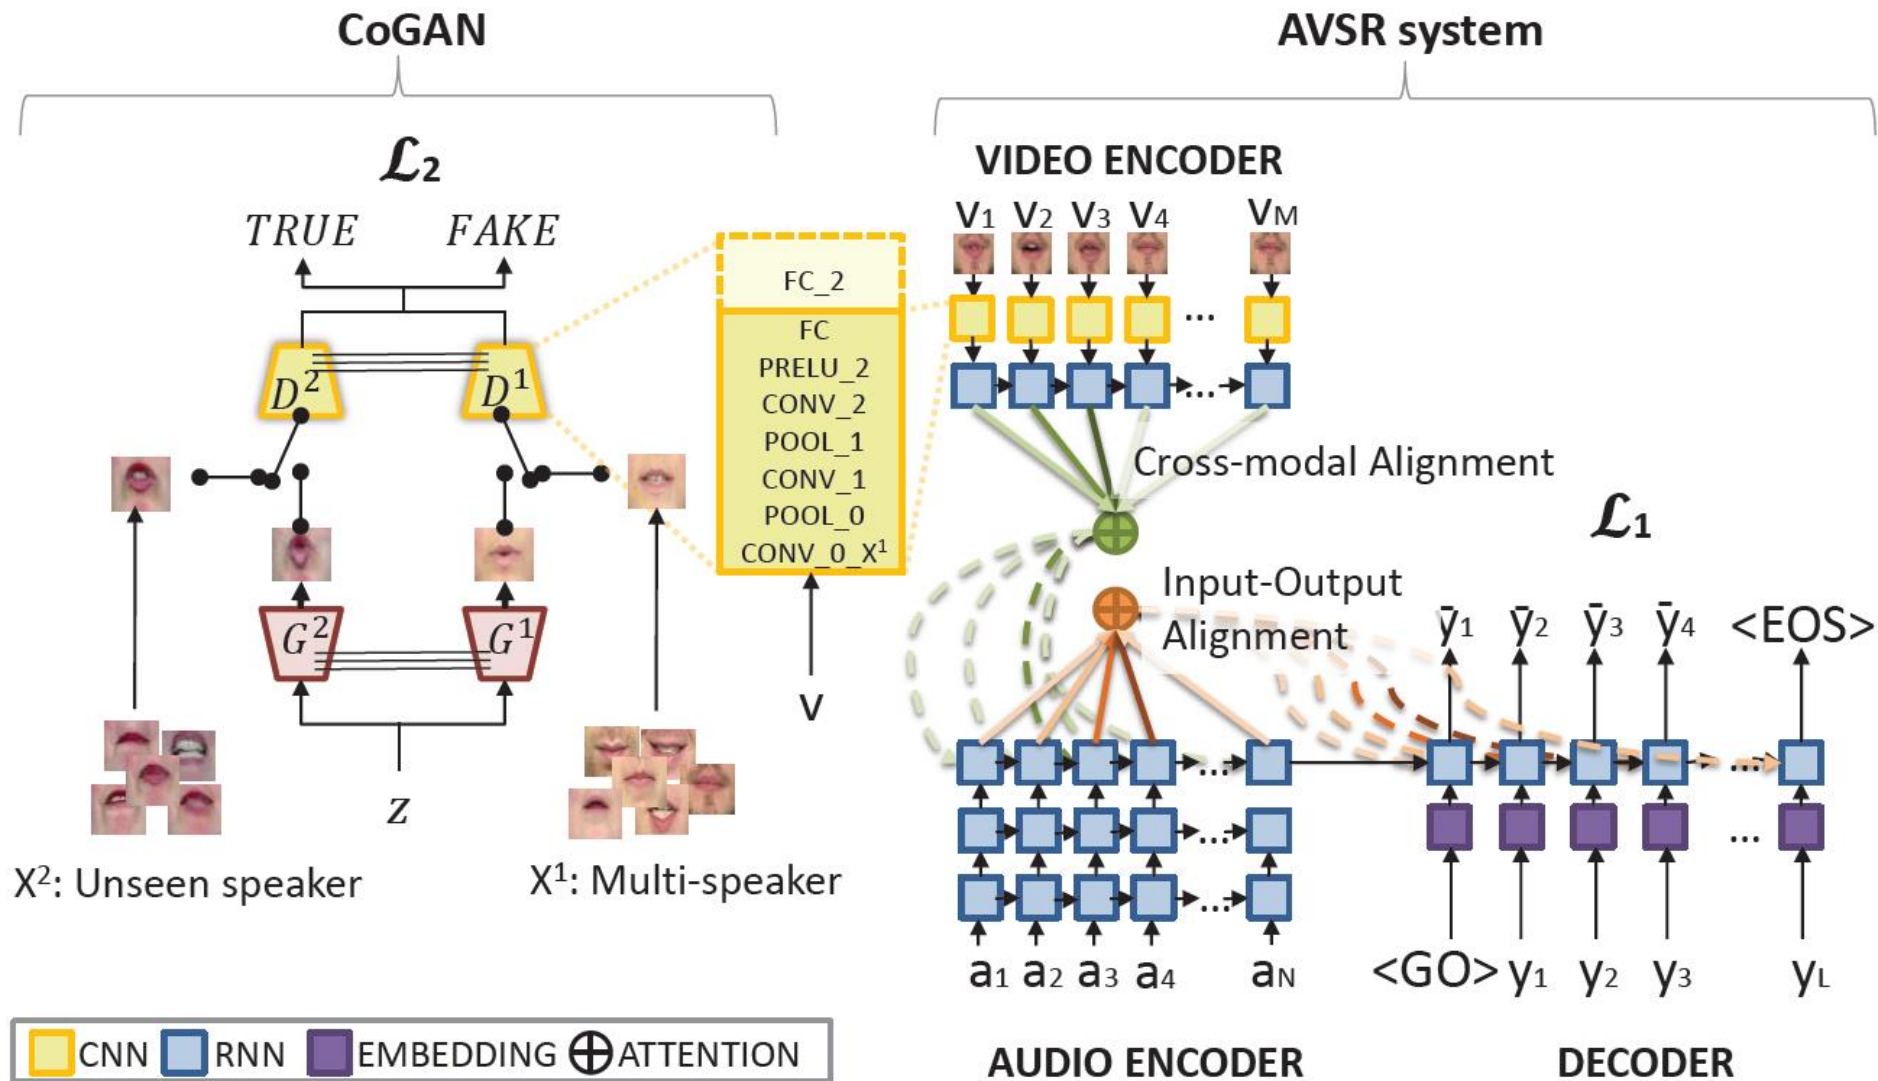 CoGAN
AVSR system
ℒ₂
TRUE FAKE
D² D¹
G² G¹
z
X²: Unseen speaker
X¹: Multi-speaker
FC_2
FC
PRELU_2
CONV_2
POOL_1
CONV_1
POOL_0
CONV_0_X¹
v
VIDEO ENCODER
v₁ v₂ v₃ v₄ v_M
...
...
Cross-modal Alignment
Input-Output
Alignment
ℒ₁
ȳ₁ ȳ₂ ȳ₃ ȳ₄ <EOS>
... ...
... ...
...
a₁ a₂ a₃ a₄ a_N
<GO> y₁ y₂ y₃ y_L
AUDIO ENCODER
DECODER
CNN RNN EMBEDDING ATTENTION